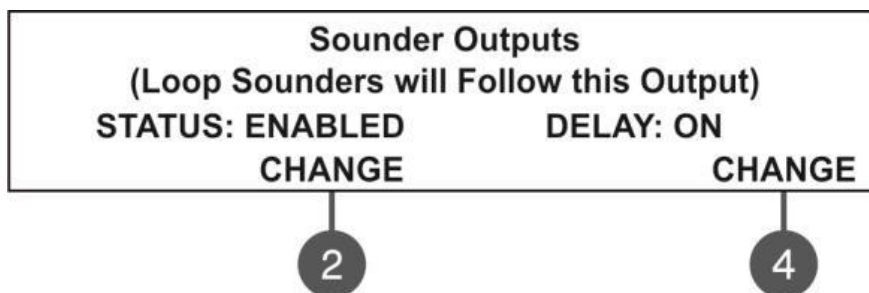 Sounder Outputs
(Loop Sounders will Follow this Output)
STATUS: ENABLED DELAY: ON
CHANGE CHANGE
2 4